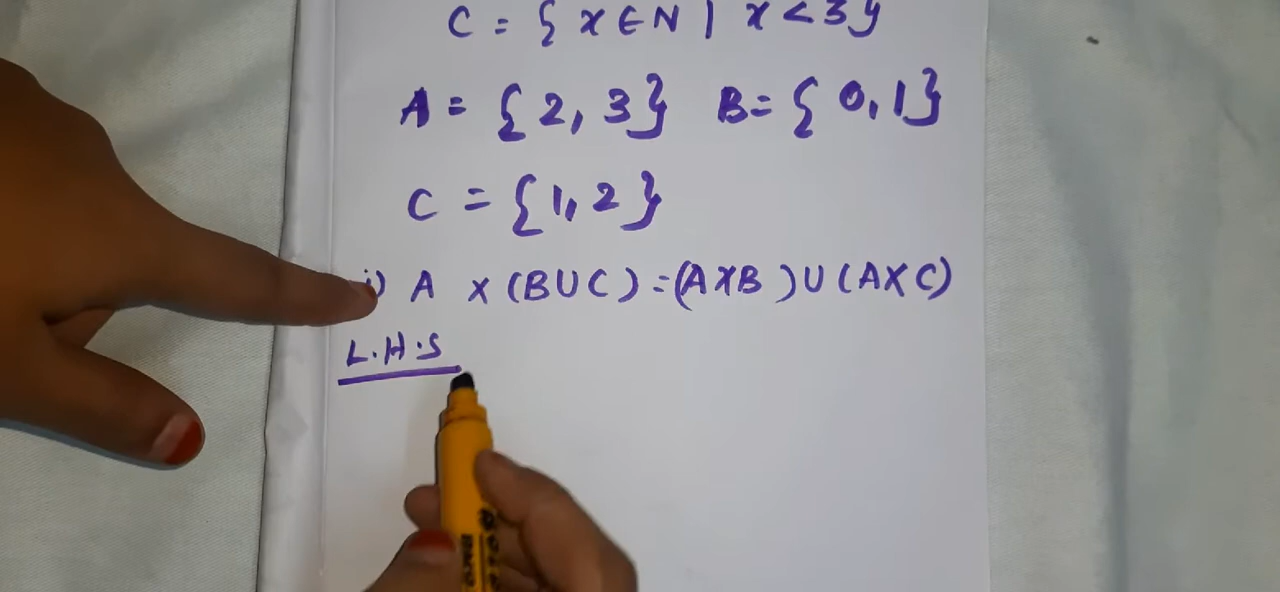 C = { x ∈ N | x < 3 }
A = { 2, 3 } B = { 0, 1 }
C = { 1, 2 }
i) A × (B ∪ C) = (A × B) ∪ (A × C)
L.H.S